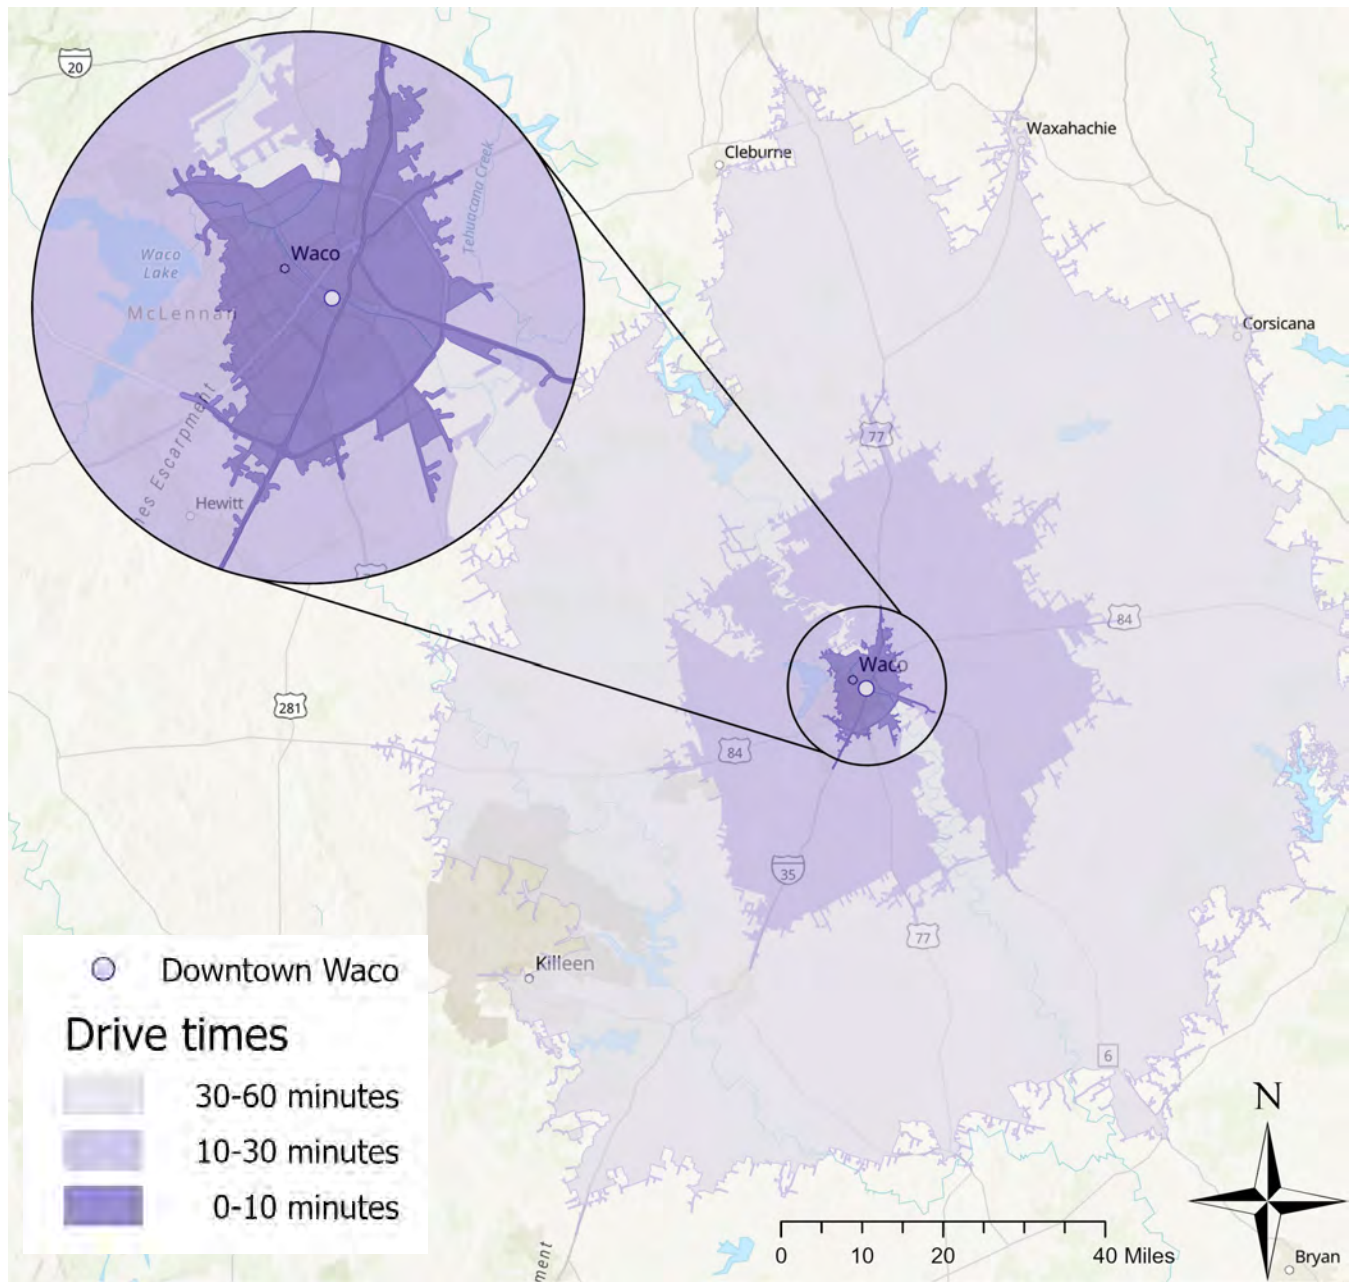 20
Waxahachie
Cleburne
Tehuacana Creek
Waco
Waco
Lake
McLennan
Corsicana
nes Escarpment
Hewitt
77
84
Waco
281
84
35
77
Killeen
6
Downtown Waco
Drive times
30-60 minutes
10-30 minutes
0-10 minutes
N
0 10 20 40 Miles
ment
Bryan